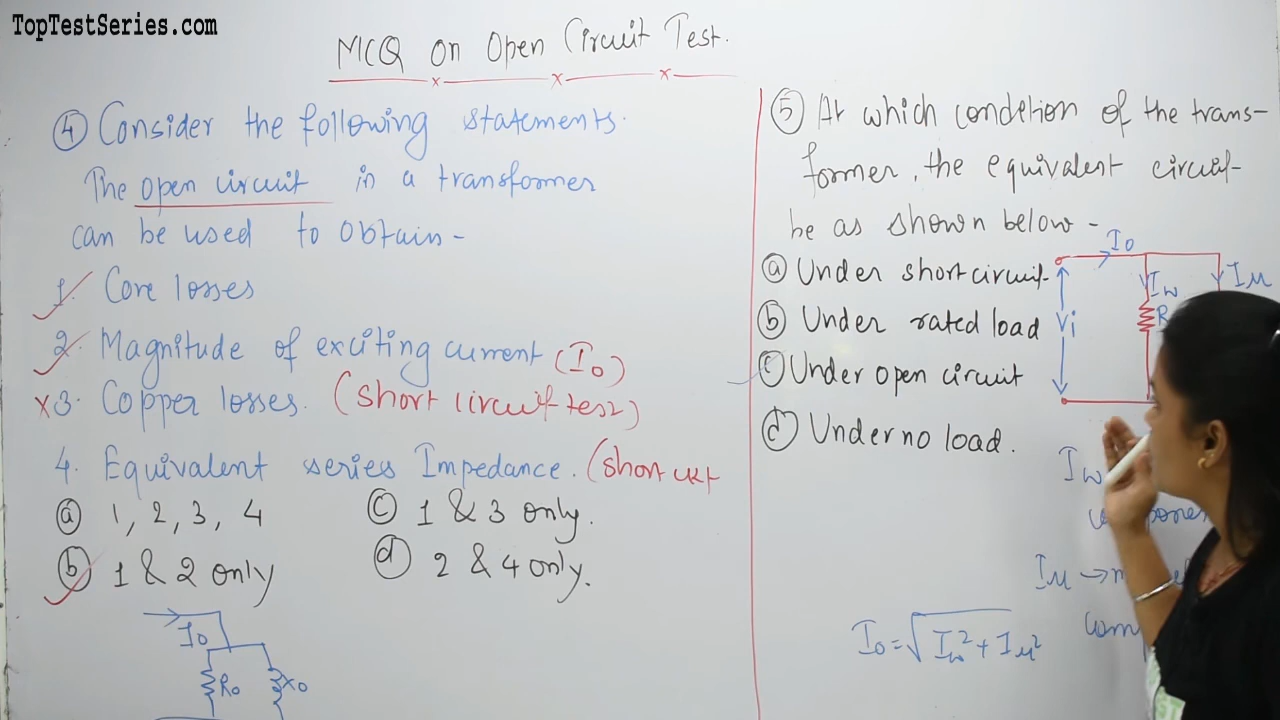 TopTestSeries.com
MCQ on Open Circuit Test.
④ Consider the following statements.
The open circuit in a transformer
can be used to obtain -
1. Core losses
2. Magnitude of exciting current (I0)
x3. Copper losses. (short circuit test)
4. Equivalent series Impedance. (short ckt
ⓐ 1, 2, 3, 4
ⓒ 1 & 3 only.
ⓑ 1 & 2 only
ⓓ 2 & 4 only.
I0
R0
X0
⑤ At which condition of the trans-
former, the equivalent circuit
be as shown below -
ⓐ Under short circuit
ⓑ Under rated load
ⓒ Under open circuit
ⓓ Under no load.
I0
Iw
Iμ
Vi
R
Iw
Iμ →
I0 = √Iw² + Iμ²